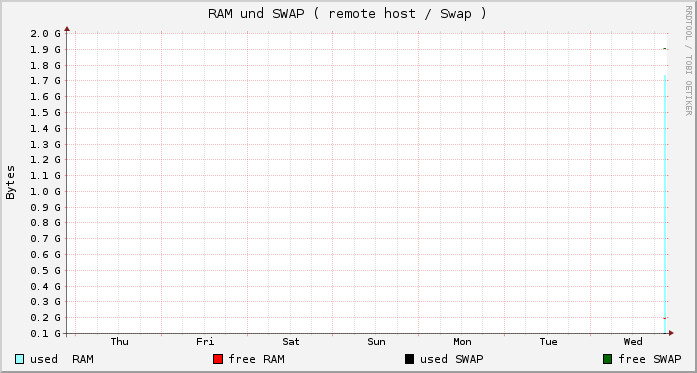 RAM und SWAP ( remote host / Swap )
RRDTOOL / TOBI OETIKER
Bytes
2.0 G
1.9 G
1.8 G
1.7 G
1.6 G
1.5 G
1.4 G
1.3 G
1.2 G
1.1 G
1.0 G
0.9 G
0.8 G
0.7 G
0.6 G
0.5 G
0.4 G
0.3 G
0.2 G
0.1 G
Thu Fri Sat Sun Mon Tue Wed
used RAM free RAM used SWAP free SWAP